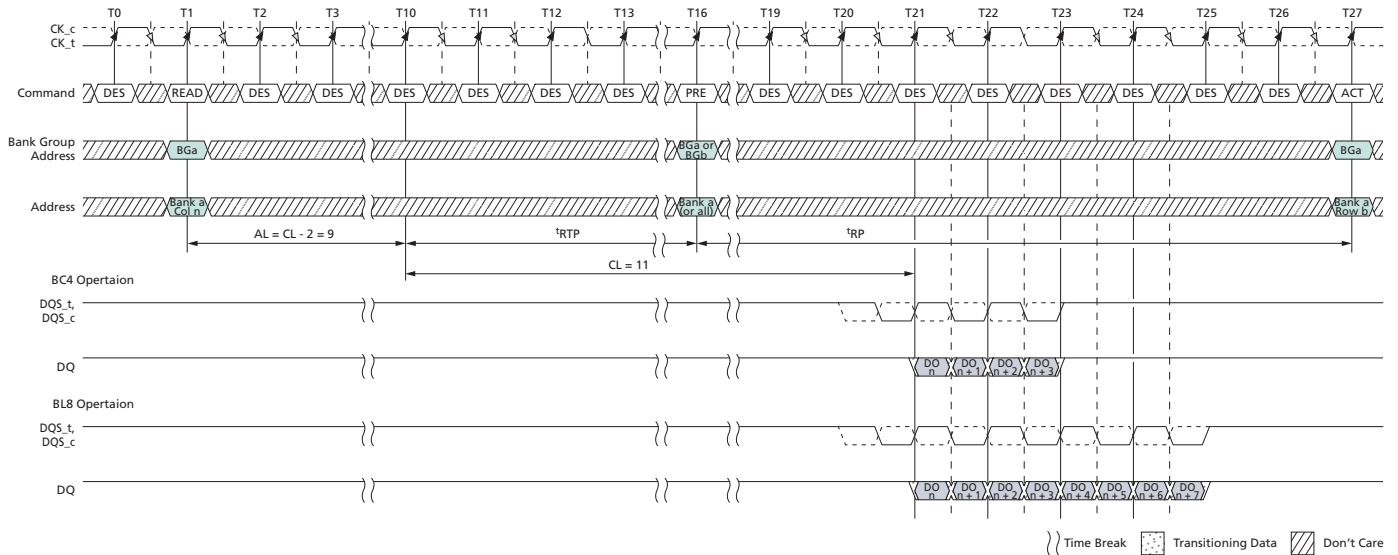 T0 T1 T2 T3 T10 T11 T12 T13 T16 T19 T20 T21 T22 T23 T24 T25 T26 T27
CK_c
CK_t
Command DES READ DES DES DES DES DES DES PRE DES DES DES DES DES DES DES DES ACT
Bank Group
Address
BGa
BGa or
BGb
BGa
Address
Bank a
Col n
Bank a
(or all)
Bank a
Row b
AL = CL - 2 = 9
tRTP
tRP
CL = 11
BC4 Opertaion
DQS_t,
DQS_c
DQ
DO
n
DO
n + 1
DO
n + 2
DO
n + 3
BL8 Opertaion
DQS_t,
DQS_c
DQ
DO
n
DO
n + 1
DO
n + 2
DO
n + 3
DO
n + 4
DO
n + 5
DO
n + 6
DO
n + 7
Time Break Transitioning Data Don't Care